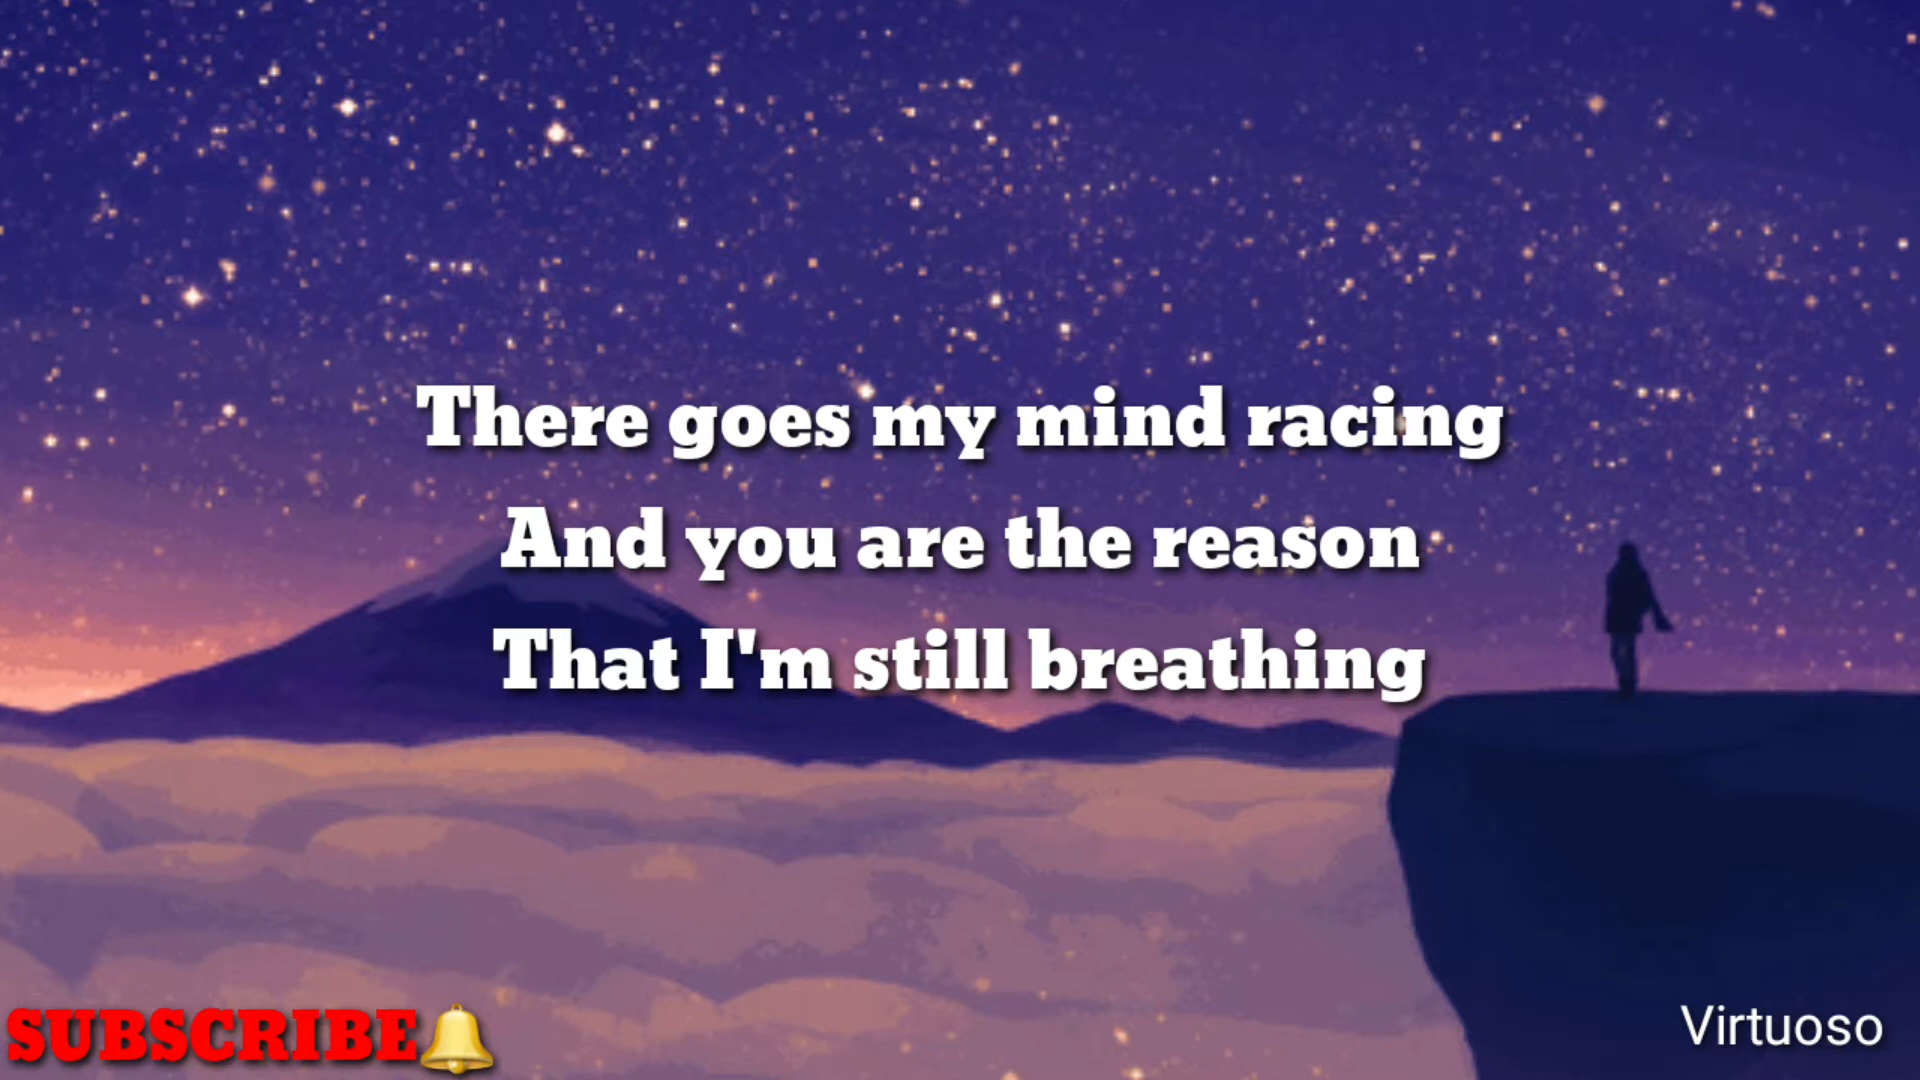 There goes my mind racing
And you are the reason
That I'm still breathing
SUBSCRIBE
Virtuoso